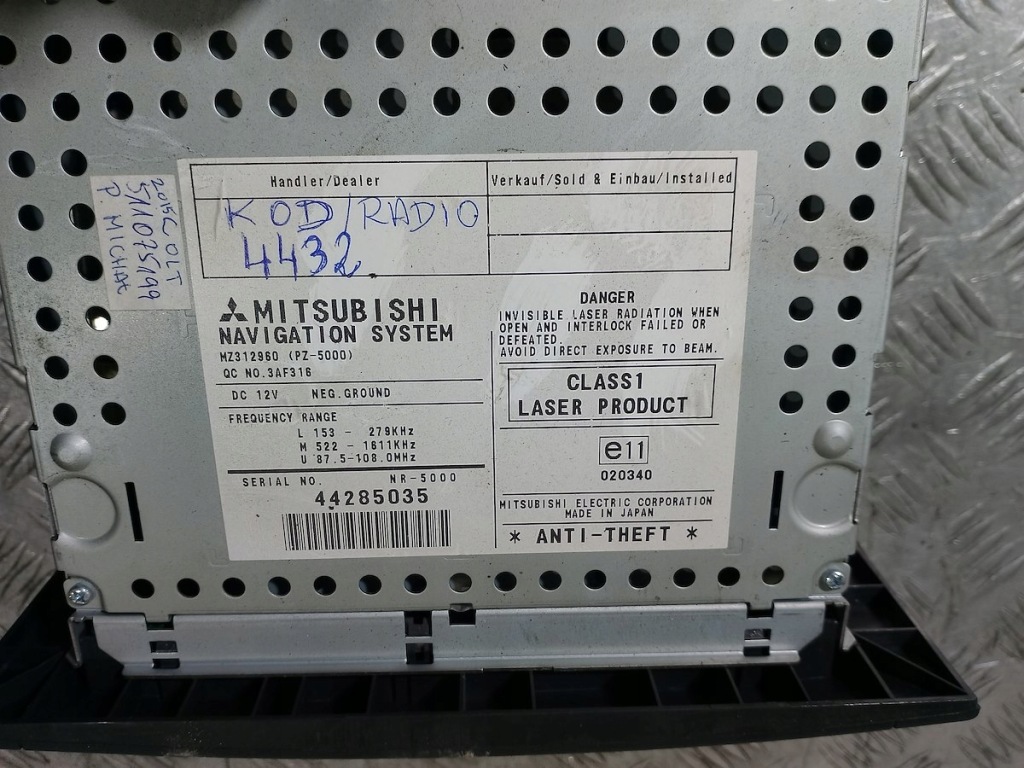 Handler/Dealer
Verkauf/Sold & Einbau/Installed
KOD/RADIO
4432
MITSUBISHI
NAVIGATION SYSTEM
MZ312960 (PZ-5000)
QC NO.3AF316
DC 12V NEG.GROUND
FREQUENCY RANGE
L 153 - 279KHz
M 522 - 1611KHz
U 87.5-108.0MHz
SERIAL NO. NR-5000
44285035
DANGER
INVISIBLE LASER RADIATION WHEN
OPEN AND INTERLOCK FAILED OR
DEFEATED.
AVOID DIRECT EXPOSURE TO BEAM.
CLASS1
LASER PRODUCT
e11
020340
MITSUBISHI ELECTRIC CORPORATION
MADE IN JAPAN
* ANTI-THEFT *
OLT
511075199
P. MICHAŁ